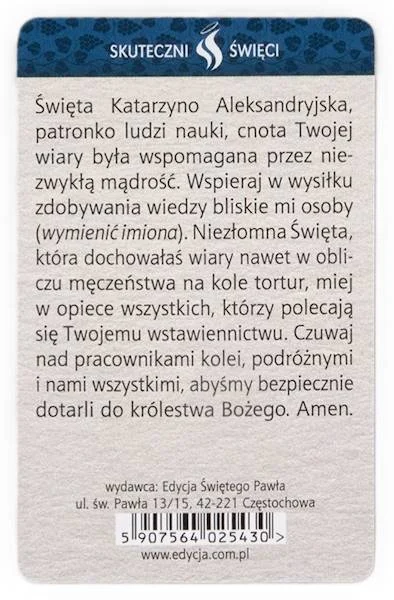 SKUTECZNI ŚWIĘCI
Święta Katarzyno Aleksandryjska,
patronko ludzi nauki, cnota Twojej
wiary była wspomagana przez nie-
zwykłą mądrość. Wspieraj w wysiłku
zdobywania wiedzy bliskie mi osoby
(wymienić imiona). Niezłomna Święta,
która dochowałaś wiary nawet w obli-
czu męczeństwa na kole tortur, miej
w opiece wszystkich, którzy polecają
się Twojemu wstawiennictwu. Czuwaj
nad pracownikami kolei, podróżnymi
i nami wszystkimi, abyśmy bezpiecznie
dotarli do królestwa Bożego. Amen.
wydawca: Edycja Świętego Pawła
ul. św. Pawła 13/15, 42-221 Częstochowa
5 907564 025430 >
www.edycja.com.pl